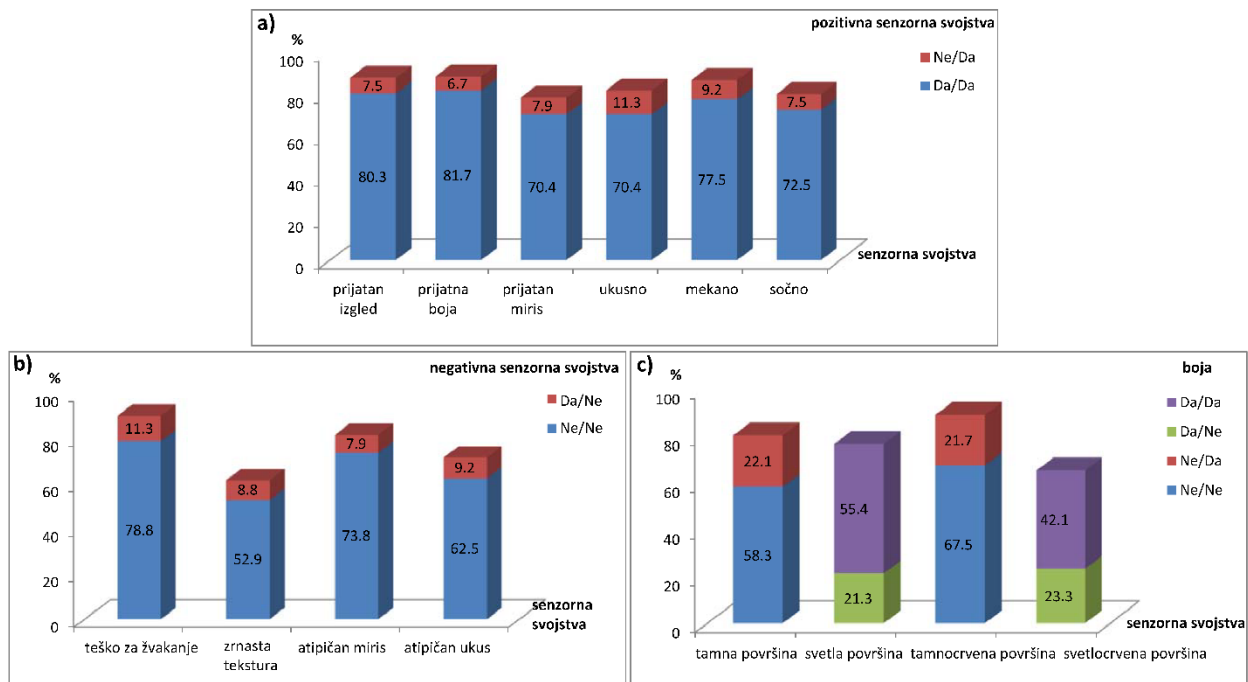 a)
pozitivna senzorna svojstva
%
Ne/Da
Da/Da
100
80
60
40
20
0
7.5
6.7
7.9
11.3
9.2
7.5
80.3
81.7
70.4
70.4
77.5
72.5
senzorna svojstva
prijatan
izgled
prijatna
boja
prijatan
miris
ukusno
mekano
sočno
b)
negativna senzorna svojstva
%
Da/Ne
Ne/Ne
100
80
60
40
20
0
11.3
8.8
7.9
9.2
78.8
52.9
73.8
62.5
senzorna
svojstva
teško za žvakanje
zrnasta
tekstura
atipičan miris
atipičan ukus
c)
boja
%
Da/Da
Da/Ne
Ne/Da
Ne/Ne
100
80
60
40
20
0
22.1
55.4
21.7
42.1
58.3
21.3
67.5
23.3
senzorna svojstva
tamna površina
svetla površina
tamnocrvena površina
svetlocrvena površina